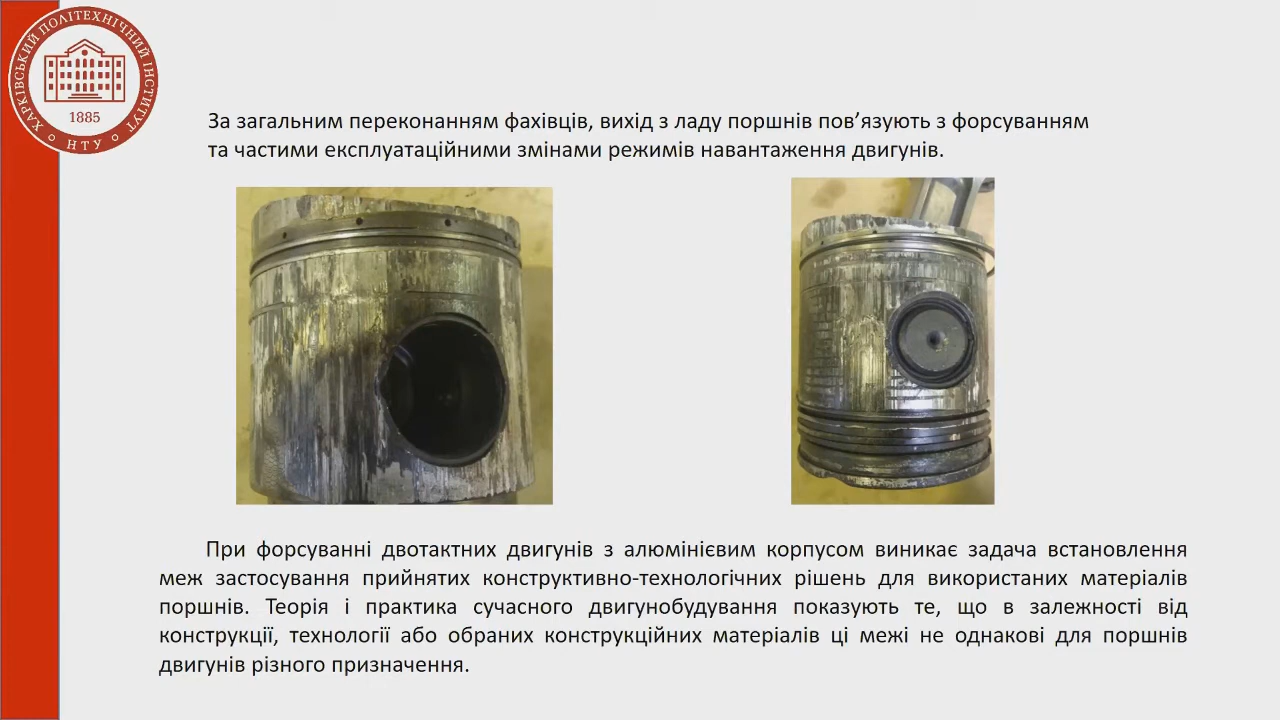 ХАРКІВСЬКИЙ ПОЛІТЕХНІЧНИЙ ІНСТИТУТ
1885
НТУ
За загальним переконанням фахівців, вихід з ладу поршнів пов’язують з форсуванням
та частими експлуатаційними змінами режимів навантаження двигунів.
При форсуванні двотактних двигунів з алюмінієвим корпусом виникає задача встановлення
меж застосування прийнятих конструктивно-технологічних рішень для використаних матеріалів
поршнів. Теорія і практика сучасного двигунобудування показують те, що в залежності від
конструкції, технології або обраних конструкційних матеріалів ці межі не однакові для поршнів
двигунів різного призначення.